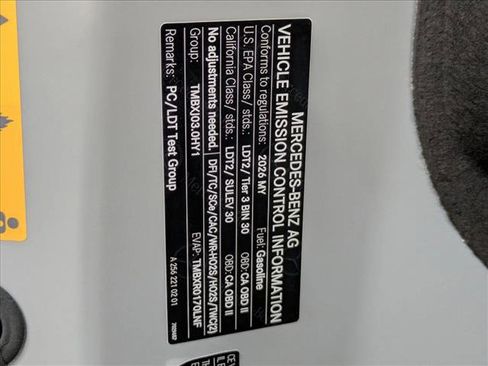 MERCEDES-BENZ AG
VEHICLE EMISSION CONTROL INFORMATION
Conforms to regulations: 2026 MY Fuel: Gasoline
U.S. EPA Class/ stds.: LDT2/ Tier 3 BIN 30 OBD: CA OBD II
California Class/ stds.: LDT2/ SULEV 30 OBD: CA OBD II
No adjustments needed. DFI/TC/SCe/CAC/WR-HO2S/HO2S/TWC(2)
Group: TMBXJ03.0HY1 EVAP: TMBXR0170LNF
Remarks: PC/LDT Test Group
A 256 221 02 01